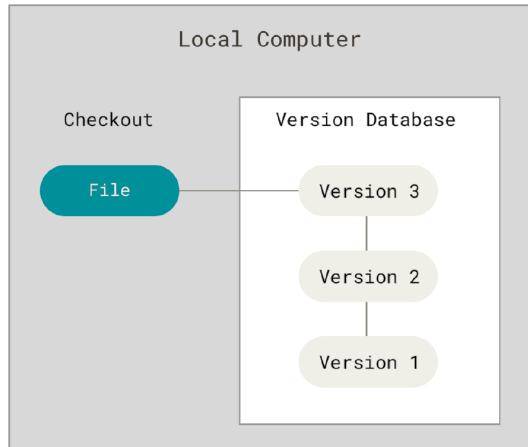 Local Computer
Checkout
Version Database
File
Version 3
Version 2
Version 1